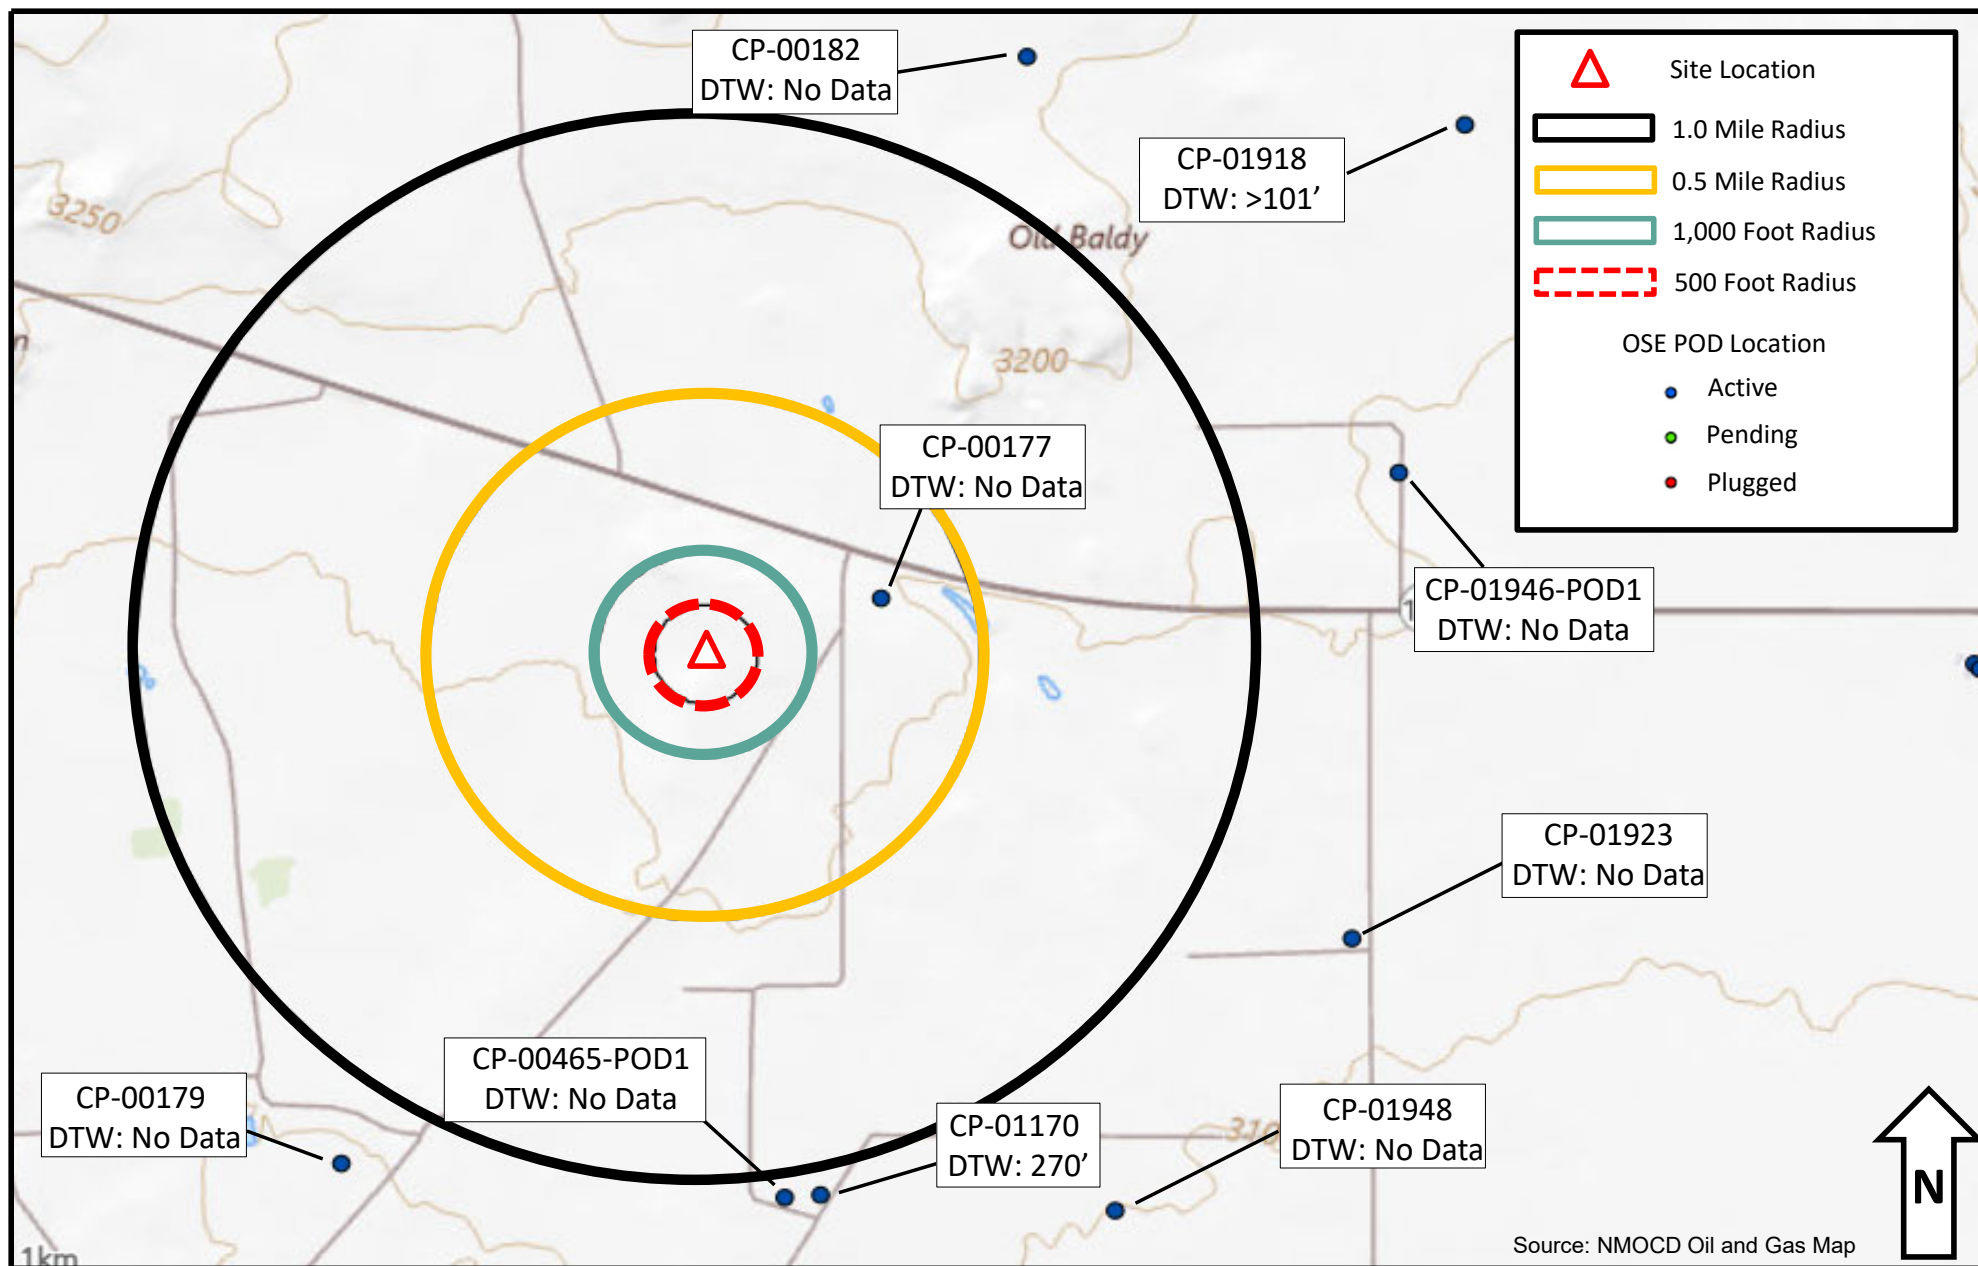 CP-00182
DTW: No Data
Site Location
1.0 Mile Radius
CP-01918
DTW: >101’
0.5 Mile Radius
3250
1,000 Foot Radius
Old Baldy
500 Foot Radius
OSE POD Location
3200
Active
CP-00177
DTW: No Data
Pending
Plugged
CP-01946-POD1
DTW: No Data
CP-01923
DTW: No Data
CP-00465-POD1
DTW: No Data
CP-00179
DTW: No Data
CP-01170
DTW: 270’
CP-01948
DTW: No Data
N
Source: NMOCD Oil and Gas Map
1km